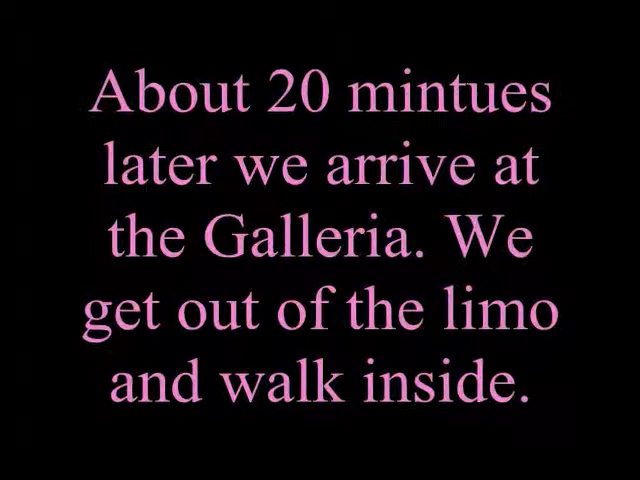 About 20 mintues
later we arrive at
the Galleria. We
get out of the limo
and walk inside.